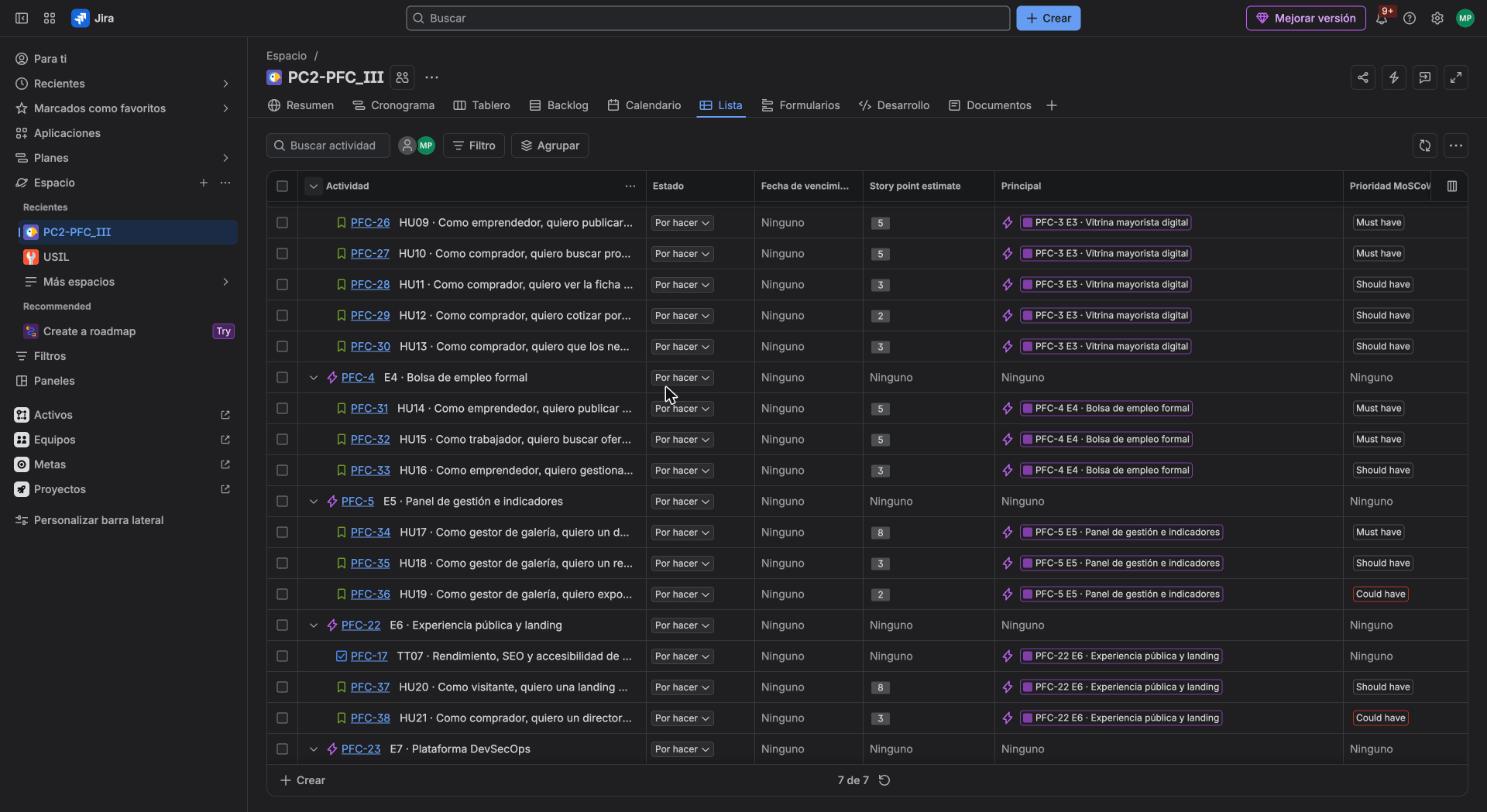 Jira
Buscar
Crear
Mejorar versión
9+
MP
Para ti
Recientes
Marcados como favoritos
Aplicaciones
Planes
Espacio
Recientes
PC2-PFC_III
USIL
Más espacios
Recommended
Create a roadmap Try
Filtros
Paneles
Activos
Equipos
Metas
Proyectos
Personalizar barra lateral
Espacio /
PC2-PFC_III
Resumen Cronograma Tablero Backlog Calendario Lista Formularios Desarrollo Documentos
Buscar actividad MP Filtro Agrupar
Actividad Estado Fecha de vencimi... Story point estimate Principal Prioridad MoSCoW
PFC-26 HU09 · Como emprendedor, quiero publicar... Por hacer Ninguno 5 PFC-3 E3 · Vitrina mayorista digital Must have
PFC-27 HU10 · Como comprador, quiero buscar pro... Por hacer Ninguno 5 PFC-3 E3 · Vitrina mayorista digital Must have
PFC-28 HU11 · Como comprador, quiero ver la ficha ... Por hacer Ninguno 3 PFC-3 E3 · Vitrina mayorista digital Should have
PFC-29 HU12 · Como comprador, quiero cotizar por... Por hacer Ninguno 2 PFC-3 E3 · Vitrina mayorista digital Should have
PFC-30 HU13 · Como comprador, quiero que los ne... Por hacer Ninguno 3 PFC-3 E3 · Vitrina mayorista digital Should have
PFC-4 E4 · Bolsa de empleo formal Por hacer Ninguno Ninguno Ninguno Ninguno
PFC-31 HU14 · Como emprendedor, quiero publicar ... Por hacer Ninguno 5 PFC-4 E4 · Bolsa de empleo formal Must have
PFC-32 HU15 · Como trabajador, quiero buscar ofer... Por hacer Ninguno 5 PFC-4 E4 · Bolsa de empleo formal Must have
PFC-33 HU16 · Como emprendedor, quiero gestiona... Por hacer Ninguno 3 PFC-4 E4 · Bolsa de empleo formal Should have
PFC-5 E5 · Panel de gestión e indicadores Por hacer Ninguno Ninguno Ninguno Ninguno
PFC-34 HU17 · Como gestor de galería, quiero un d... Por hacer Ninguno 8 PFC-5 E5 · Panel de gestión e indicadores Must have
PFC-35 HU18 · Como gestor de galería, quiero un re... Por hacer Ninguno 3 PFC-5 E5 · Panel de gestión e indicadores Should have
PFC-36 HU19 · Como gestor de galería, quiero expo... Por hacer Ninguno 2 PFC-5 E5 · Panel de gestión e indicadores Could have
PFC-22 E6 · Experiencia pública y landing Por hacer Ninguno Ninguno Ninguno Ninguno
PFC-17 TT07 · Rendimiento, SEO y accesibilidad de ... Por hacer Ninguno Ninguno PFC-22 E6 · Experiencia pública y landing Ninguno
PFC-37 HU20 · Como visitante, quiero una landing ... Por hacer Ninguno 8 PFC-22 E6 · Experiencia pública y landing Should have
PFC-38 HU21 · Como comprador, quiero un director... Por hacer Ninguno 3 PFC-22 E6 · Experiencia pública y landing Could have
PFC-23 E7 · Plataforma DevSecOps Por hacer Ninguno Ninguno Ninguno Ninguno
Crear 7 de 7